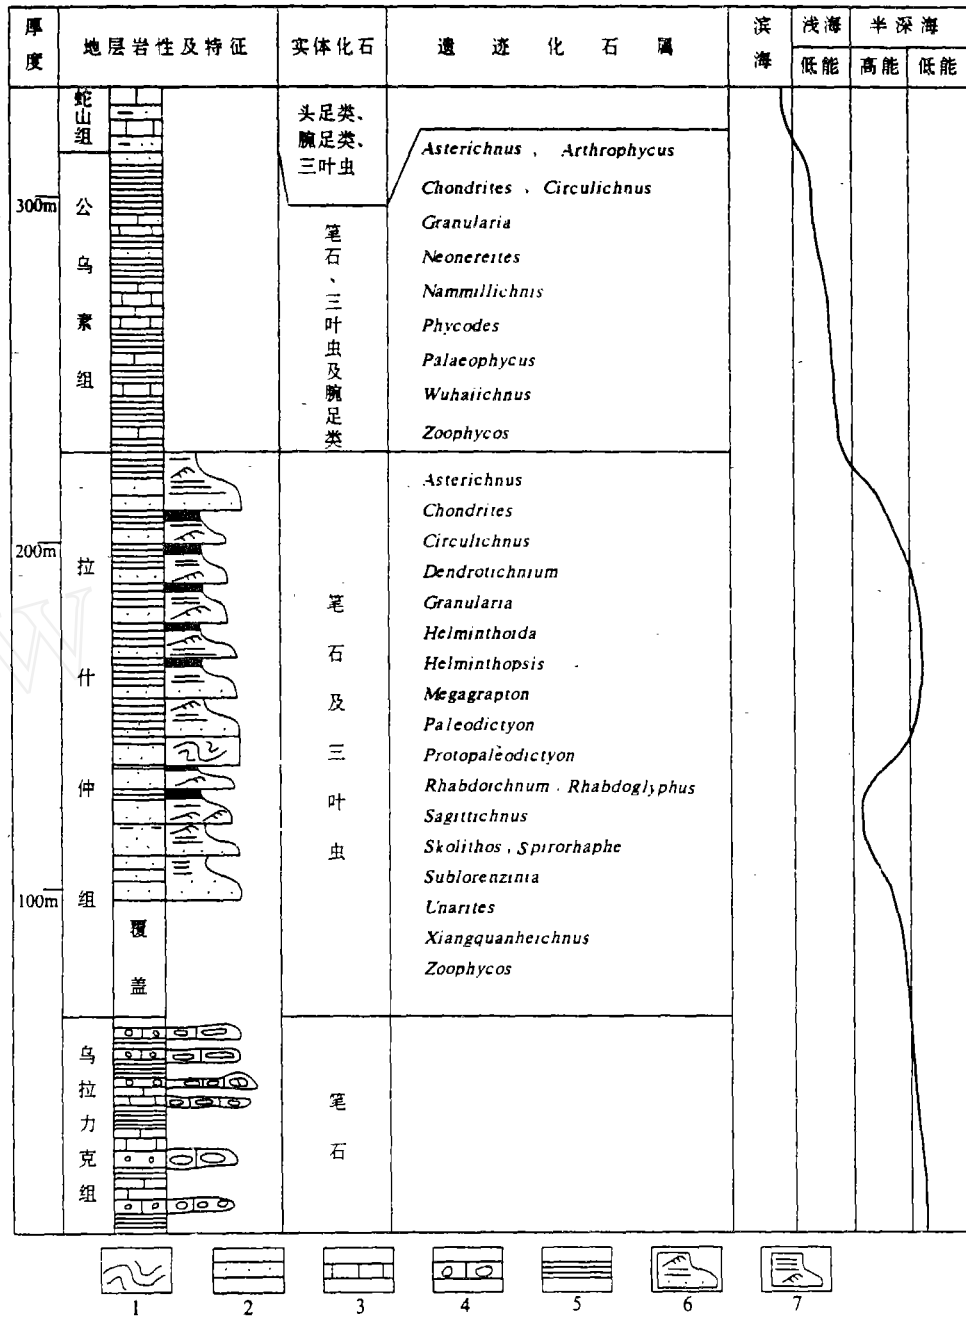 厚度
地层岩性及特征
实体化石
遗迹化石属
滨海
浅海
半深海
低能
高能
低能
蛇山组
头足类、
腕足类、
三叶虫
Asterichnus 、 Arthrophycus
Chondrites 、 Circulichnus
Granularia
Neonereites
Nammillichnis
Phycodes
Palaeophycus
Wuhaiichnus
Zoophycos
300m
公乌素组
笔石、三叶虫及腕足类
Asterichnus
Chondrites
Circulichnus
Dendrotichnium
Granularia
Helminthoida
Helminthopsis
Megagrapton
Paleodictyon
Protopaleodictyon
Rhabdoichnum . Rhabdoglyphus
Sagittichnus
Skolithos , Spirorhaphe
Sublorenzinia
Unarites
Xiangquanheichnus
Zoophycos
200m
拉什仲组
笔石及三叶虫
100m
覆盖
乌拉力克组
笔石
1 2 3 4 5 6 7